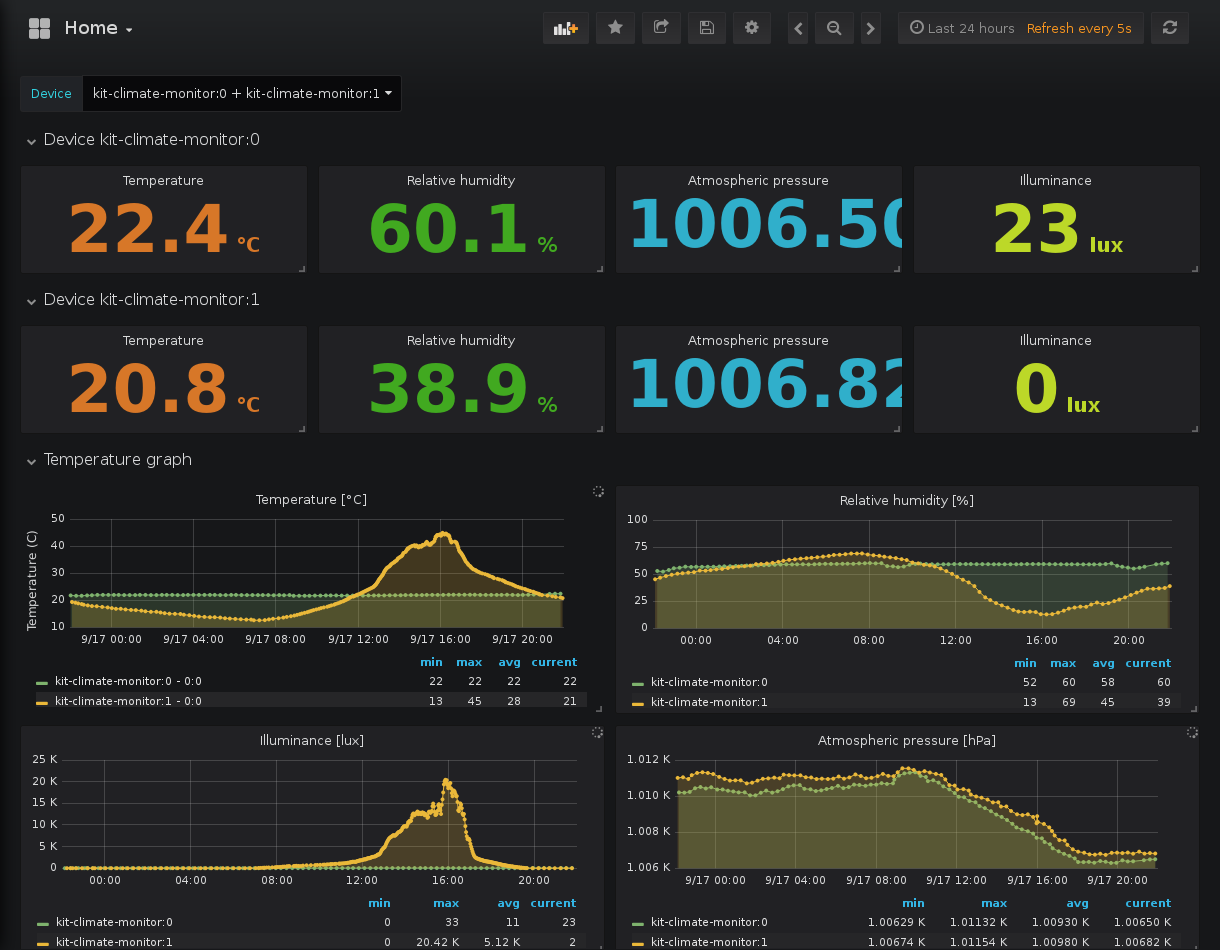 Home
Last 24 hours Refresh every 5s
Device kit-climate-monitor:0 + kit-climate-monitor:1
Device kit-climate-monitor:0
Temperature Relative humidity Atmospheric pressure Illuminance
22.4 °C 60.1 % 1006.50 23 lux
Device kit-climate-monitor:1
Temperature Relative humidity Atmospheric pressure Illuminance
20.8 °C 38.9 % 1006.82 0 lux
Temperature graph
Temperature [°C]
Temperature (C)
50
40
30
20
10
9/17 00:00 9/17 04:00 9/17 08:00 9/17 12:00 9/17 16:00 9/17 20:00
min max avg current
kit-climate-monitor:0 - 0:0 22 22 22 22
kit-climate-monitor:1 - 0:0 13 45 28 21
Relative humidity [%]
100
75
50
25
0
00:00 04:00 08:00 12:00 16:00 20:00
min max avg current
kit-climate-monitor:0 52 60 58 60
kit-climate-monitor:1 13 69 45 39
Illuminance [lux]
25 K
20 K
15 K
10 K
5 K
0
00:00 04:00 08:00 12:00 16:00 20:00
min max avg current
kit-climate-monitor:0 0 33 11 23
kit-climate-monitor:1 0 20.42 K 5.12 K 2
Atmospheric pressure [hPa]
1.012 K
1.010 K
1.008 K
1.006 K
9/17 00:00 9/17 04:00 9/17 08:00 9/17 12:00 9/17 16:00 9/17 20:00
min max avg current
kit-climate-monitor:0 1.00629 K 1.01132 K 1.00930 K 1.00650 K
kit-climate-monitor:1 1.00674 K 1.01154 K 1.00980 K 1.00682 K